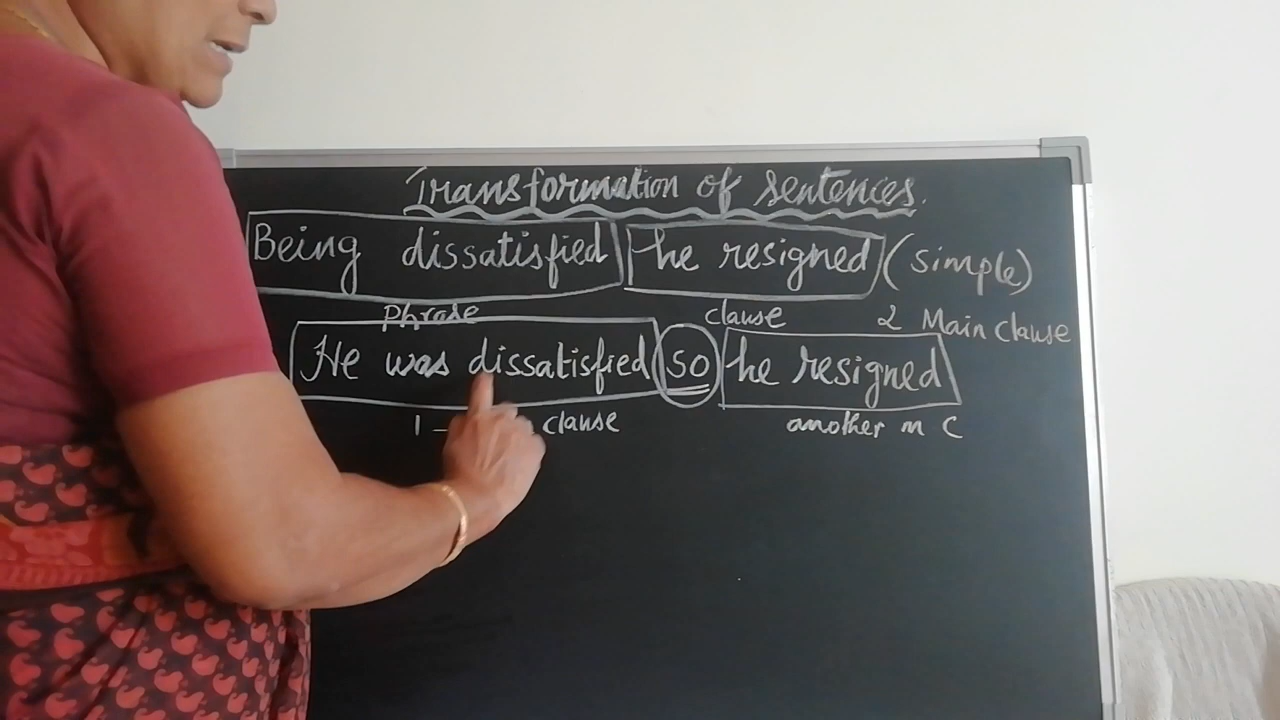 Transformation of sentences.
Being dissatisfied he resigned (simple)
Phrase clause 2 Main clause
He was dissatisfied so he resigned
1 - clause another m C